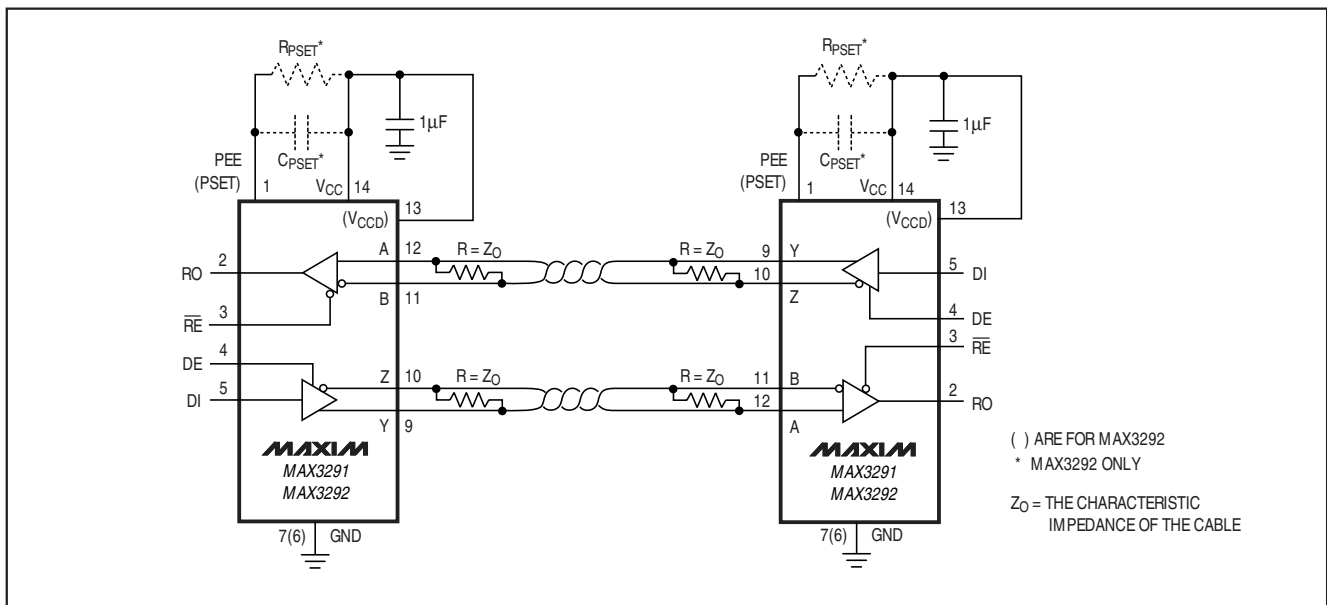 RPSET* RPSET*
1µF 1µF
CPSET* CPSET*
PEE PEE
(PSET) 1 VCC 14 (PSET) 1 VCC 14
13 13
(VCCD) (VCCD)
A 12 R = ZO R = ZO 9 Y
RO 2 5 DI
10
B 11 Z
RE 3 4 DE
DE 4 3 RE
Z 10 R = ZO R = ZO 11 B
DI 5 12 2 RO
Y 9 A
MAXIM MAXIM
MAX3291 MAX3291
MAX3292 MAX3292
7(6) GND 7(6) GND
( ) ARE FOR MAX3292
* MAX3292 ONLY
ZO = THE CHARACTERISTIC
IMPEDANCE OF THE CABLE